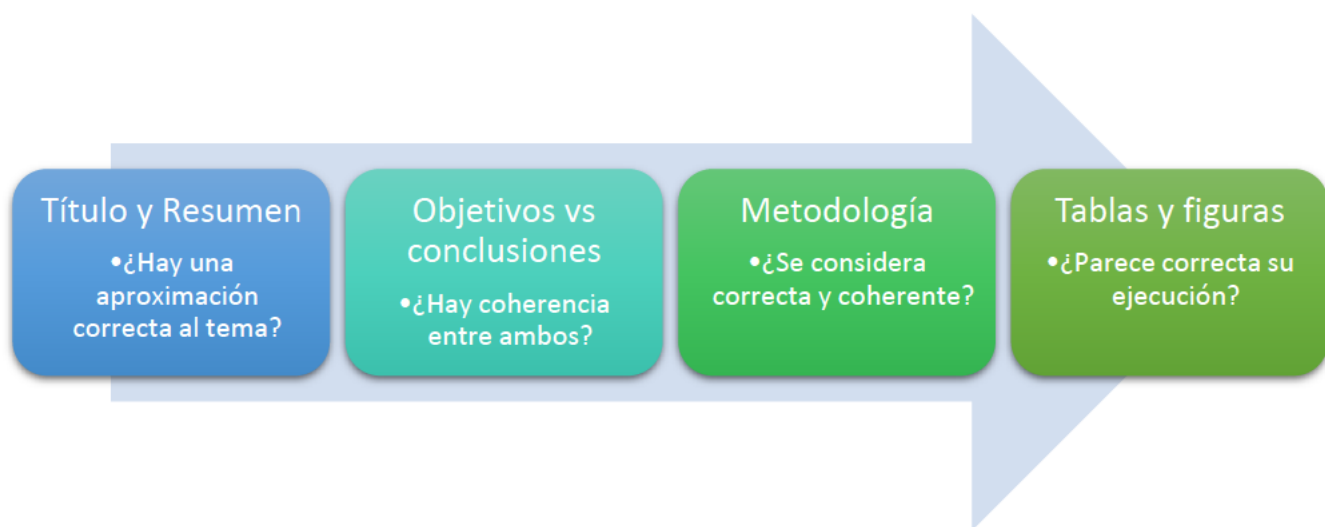 Título y Resumen
•¿Hay una
aproximación
correcta al tema?
Objetivos vs
conclusiones
•¿Hay coherencia
entre ambos?
Metodología
•¿Se considera
correcta y coherente?
Tablas y figuras
•¿Parece correcta su
ejecución?